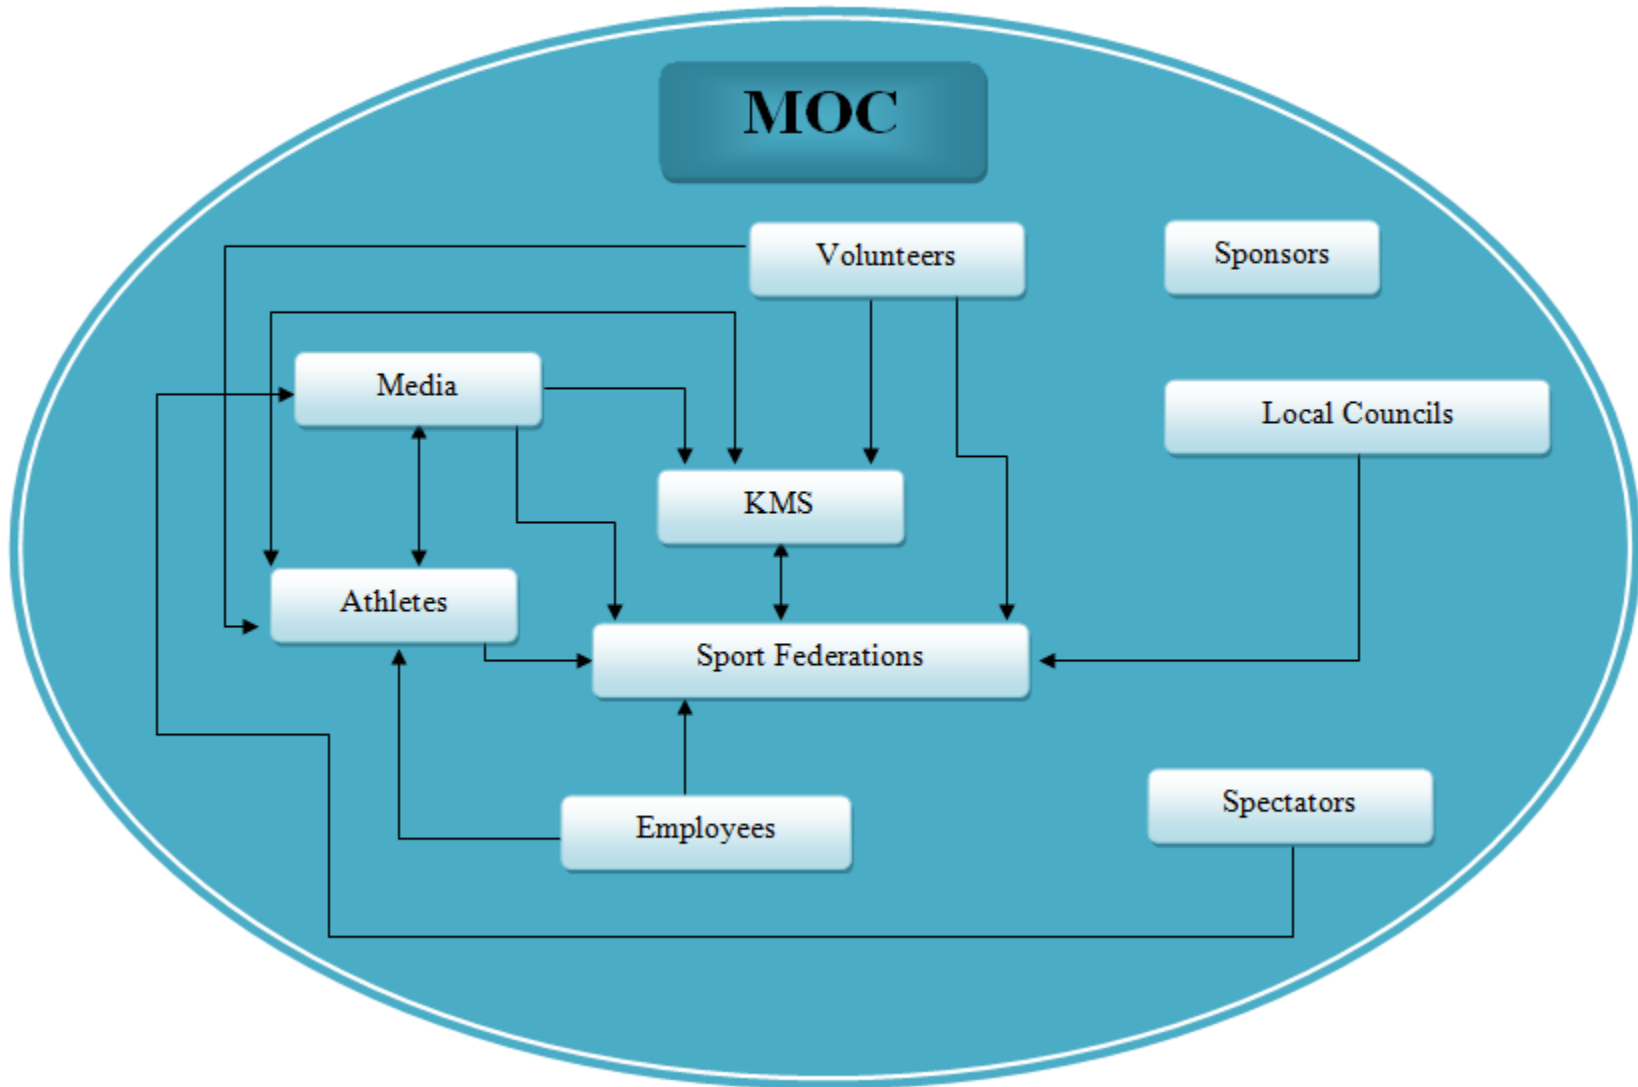 MOC
Volunteers
Sponsors
Media
Local Councils
KMS
Athletes
Sport Federations
Employees
Spectators